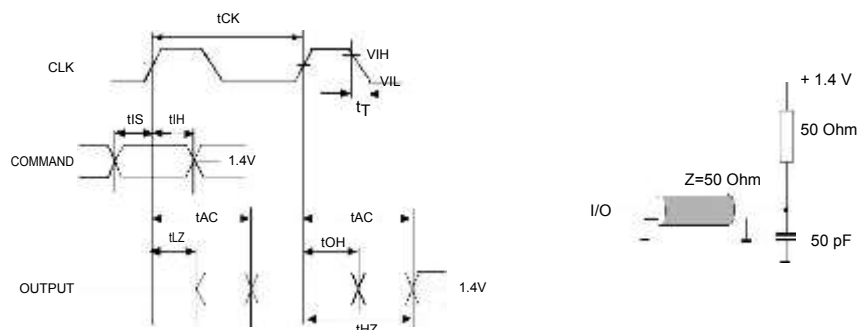 tCK
CLK
VIH
VIL
tT
tIS tIH
COMMAND
1.4V
tAC tAC
tLZ tOH
OUTPUT
1.4V
tHZ
+ 1.4 V
50 Ohm
Z=50 Ohm
I/O
50 pF